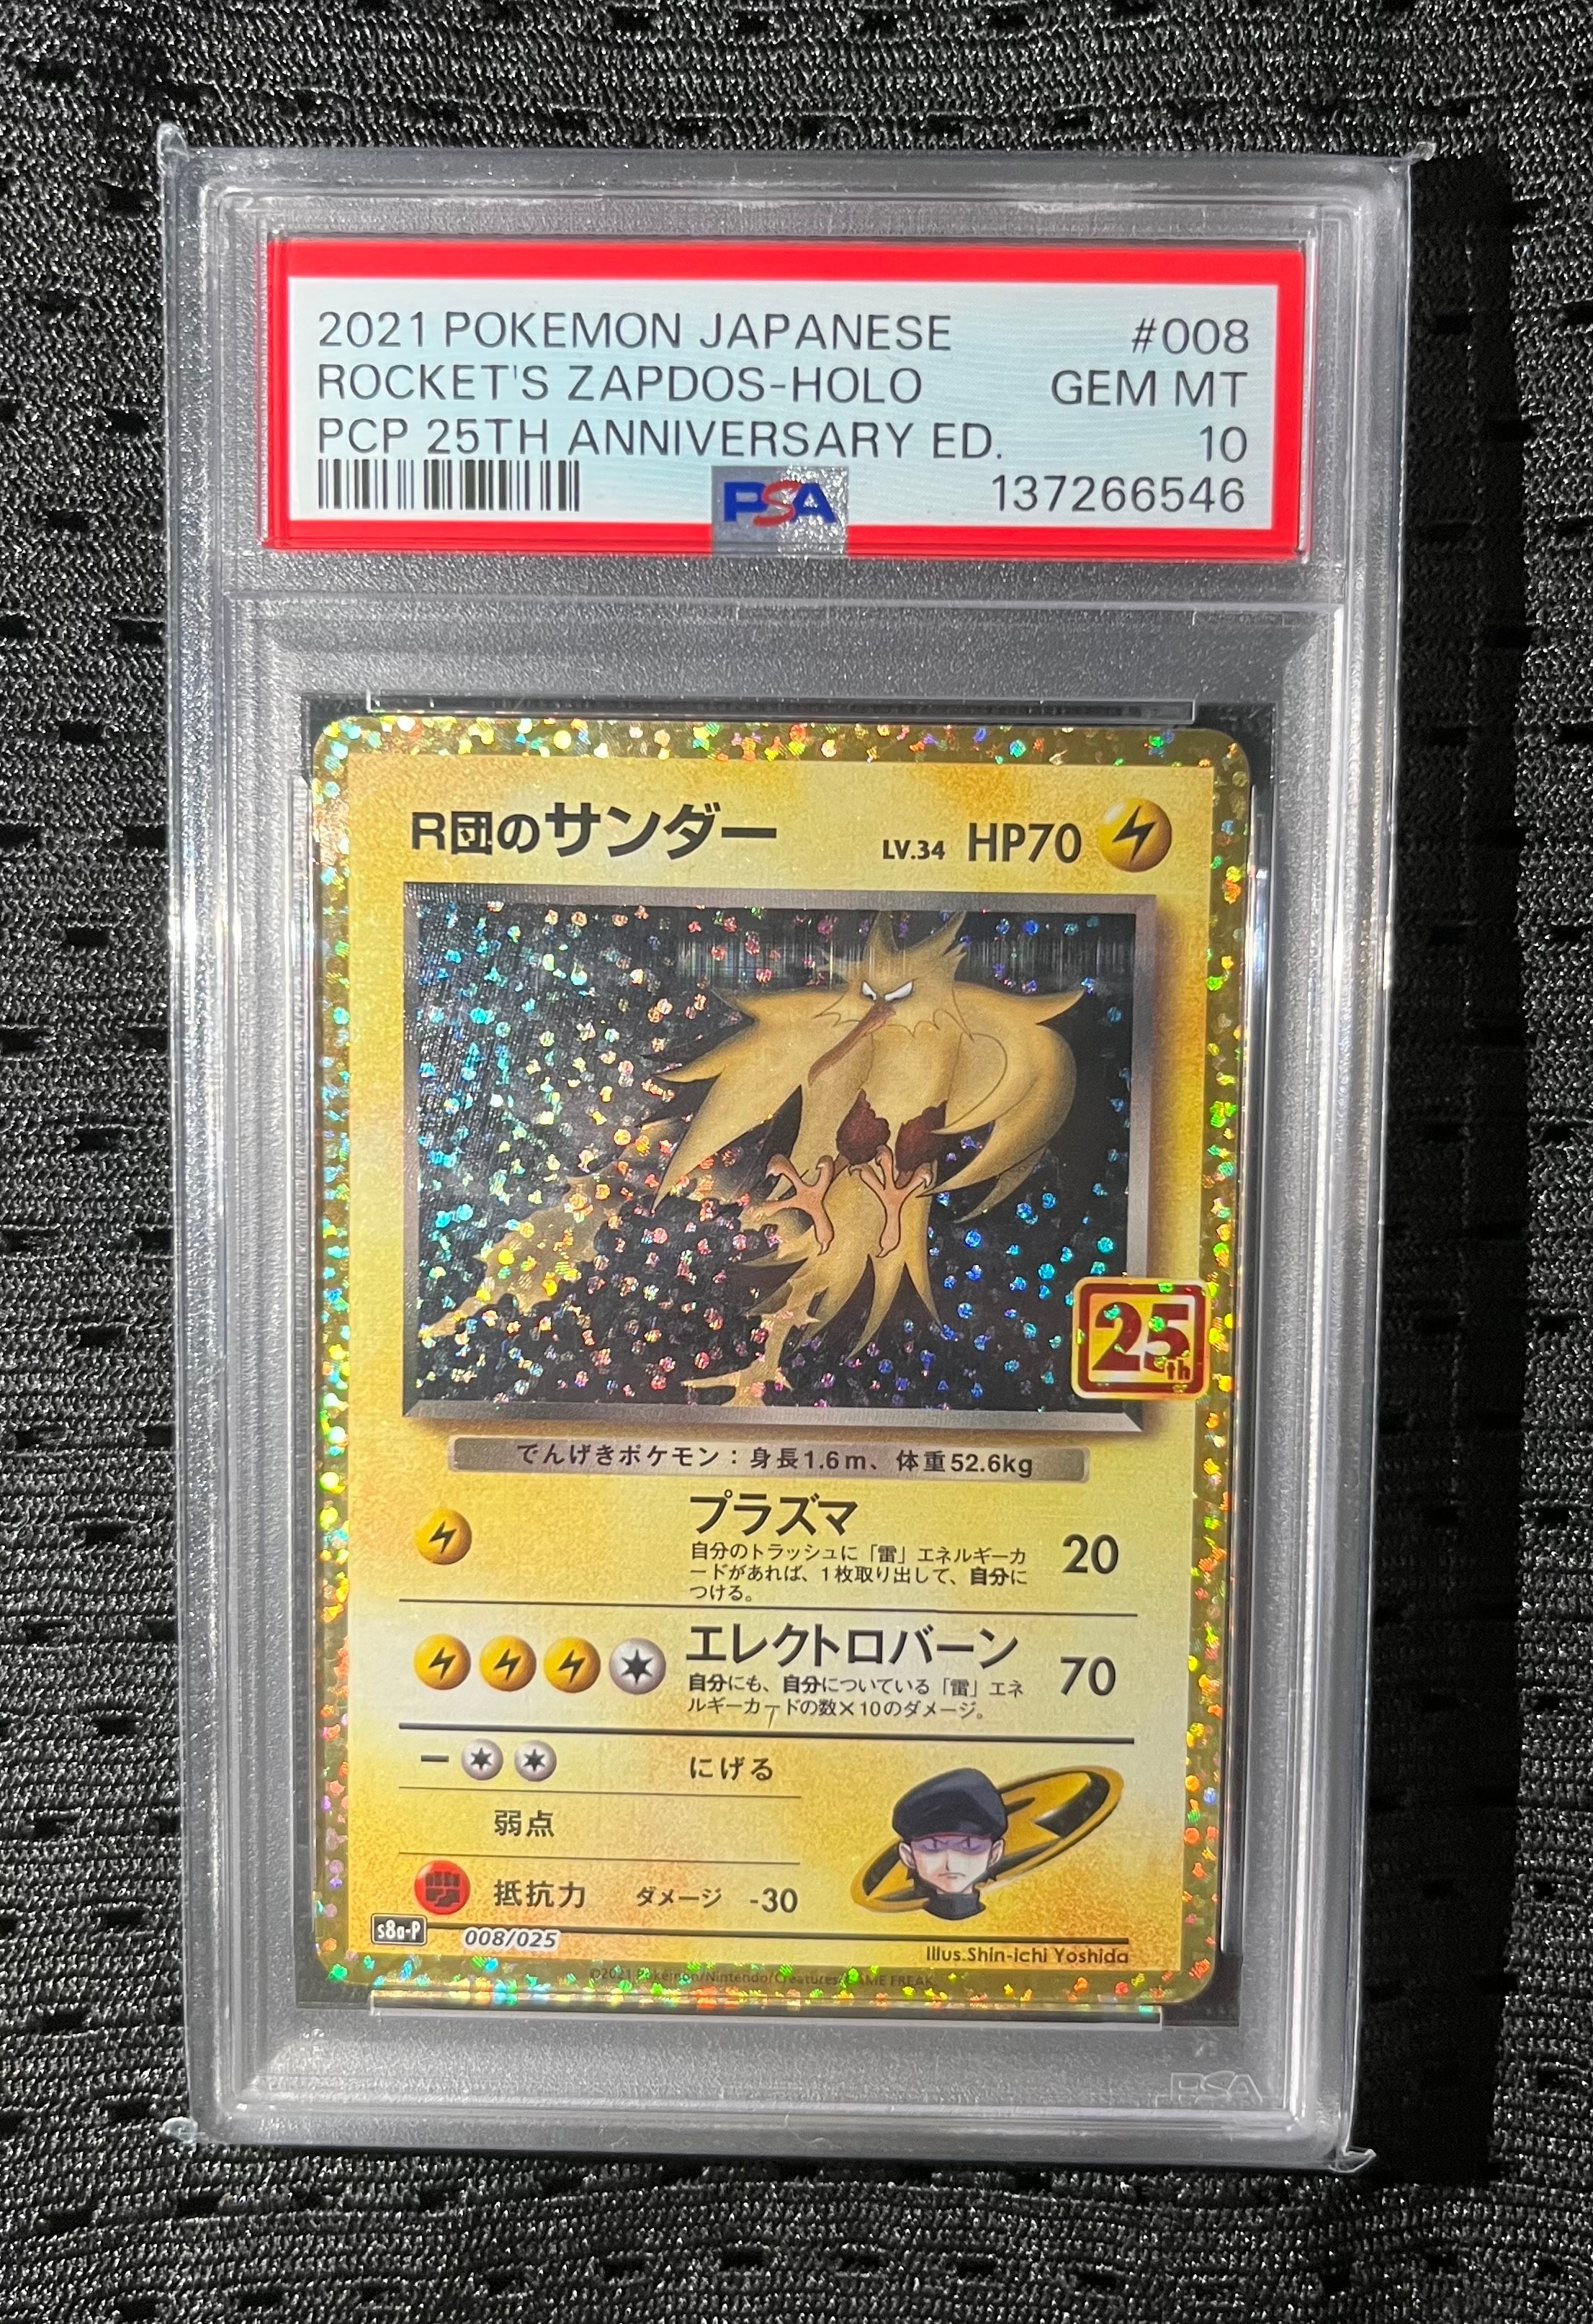 2021 POKEMON JAPANESE #008
ROCKET'S ZAPDOS-HOLO GEM MT
PCP 25TH ANNIVERSARY ED. 10
PSA 137266546
R団のサンダー LV.34 HP70
25th
でんげきポケモン：身長1.6m、体重52.6kg
プラズマ 20
自分のトラッシュに「雷」エネルギーカ
ードがあれば、1枚取り出して、自分に
つける。
エレクトロバーン 70
自分にも、自分についている「雷」エネ
ルギーカードの数×10のダメージ。
ー にげる
弱点
抵抗力 ダメージ -30
s8a-P 008/025 Illus.Shin-ichi Yoshida
©2021 Pokémon/Nintendo/Creatures/GAME FREAK
PSA